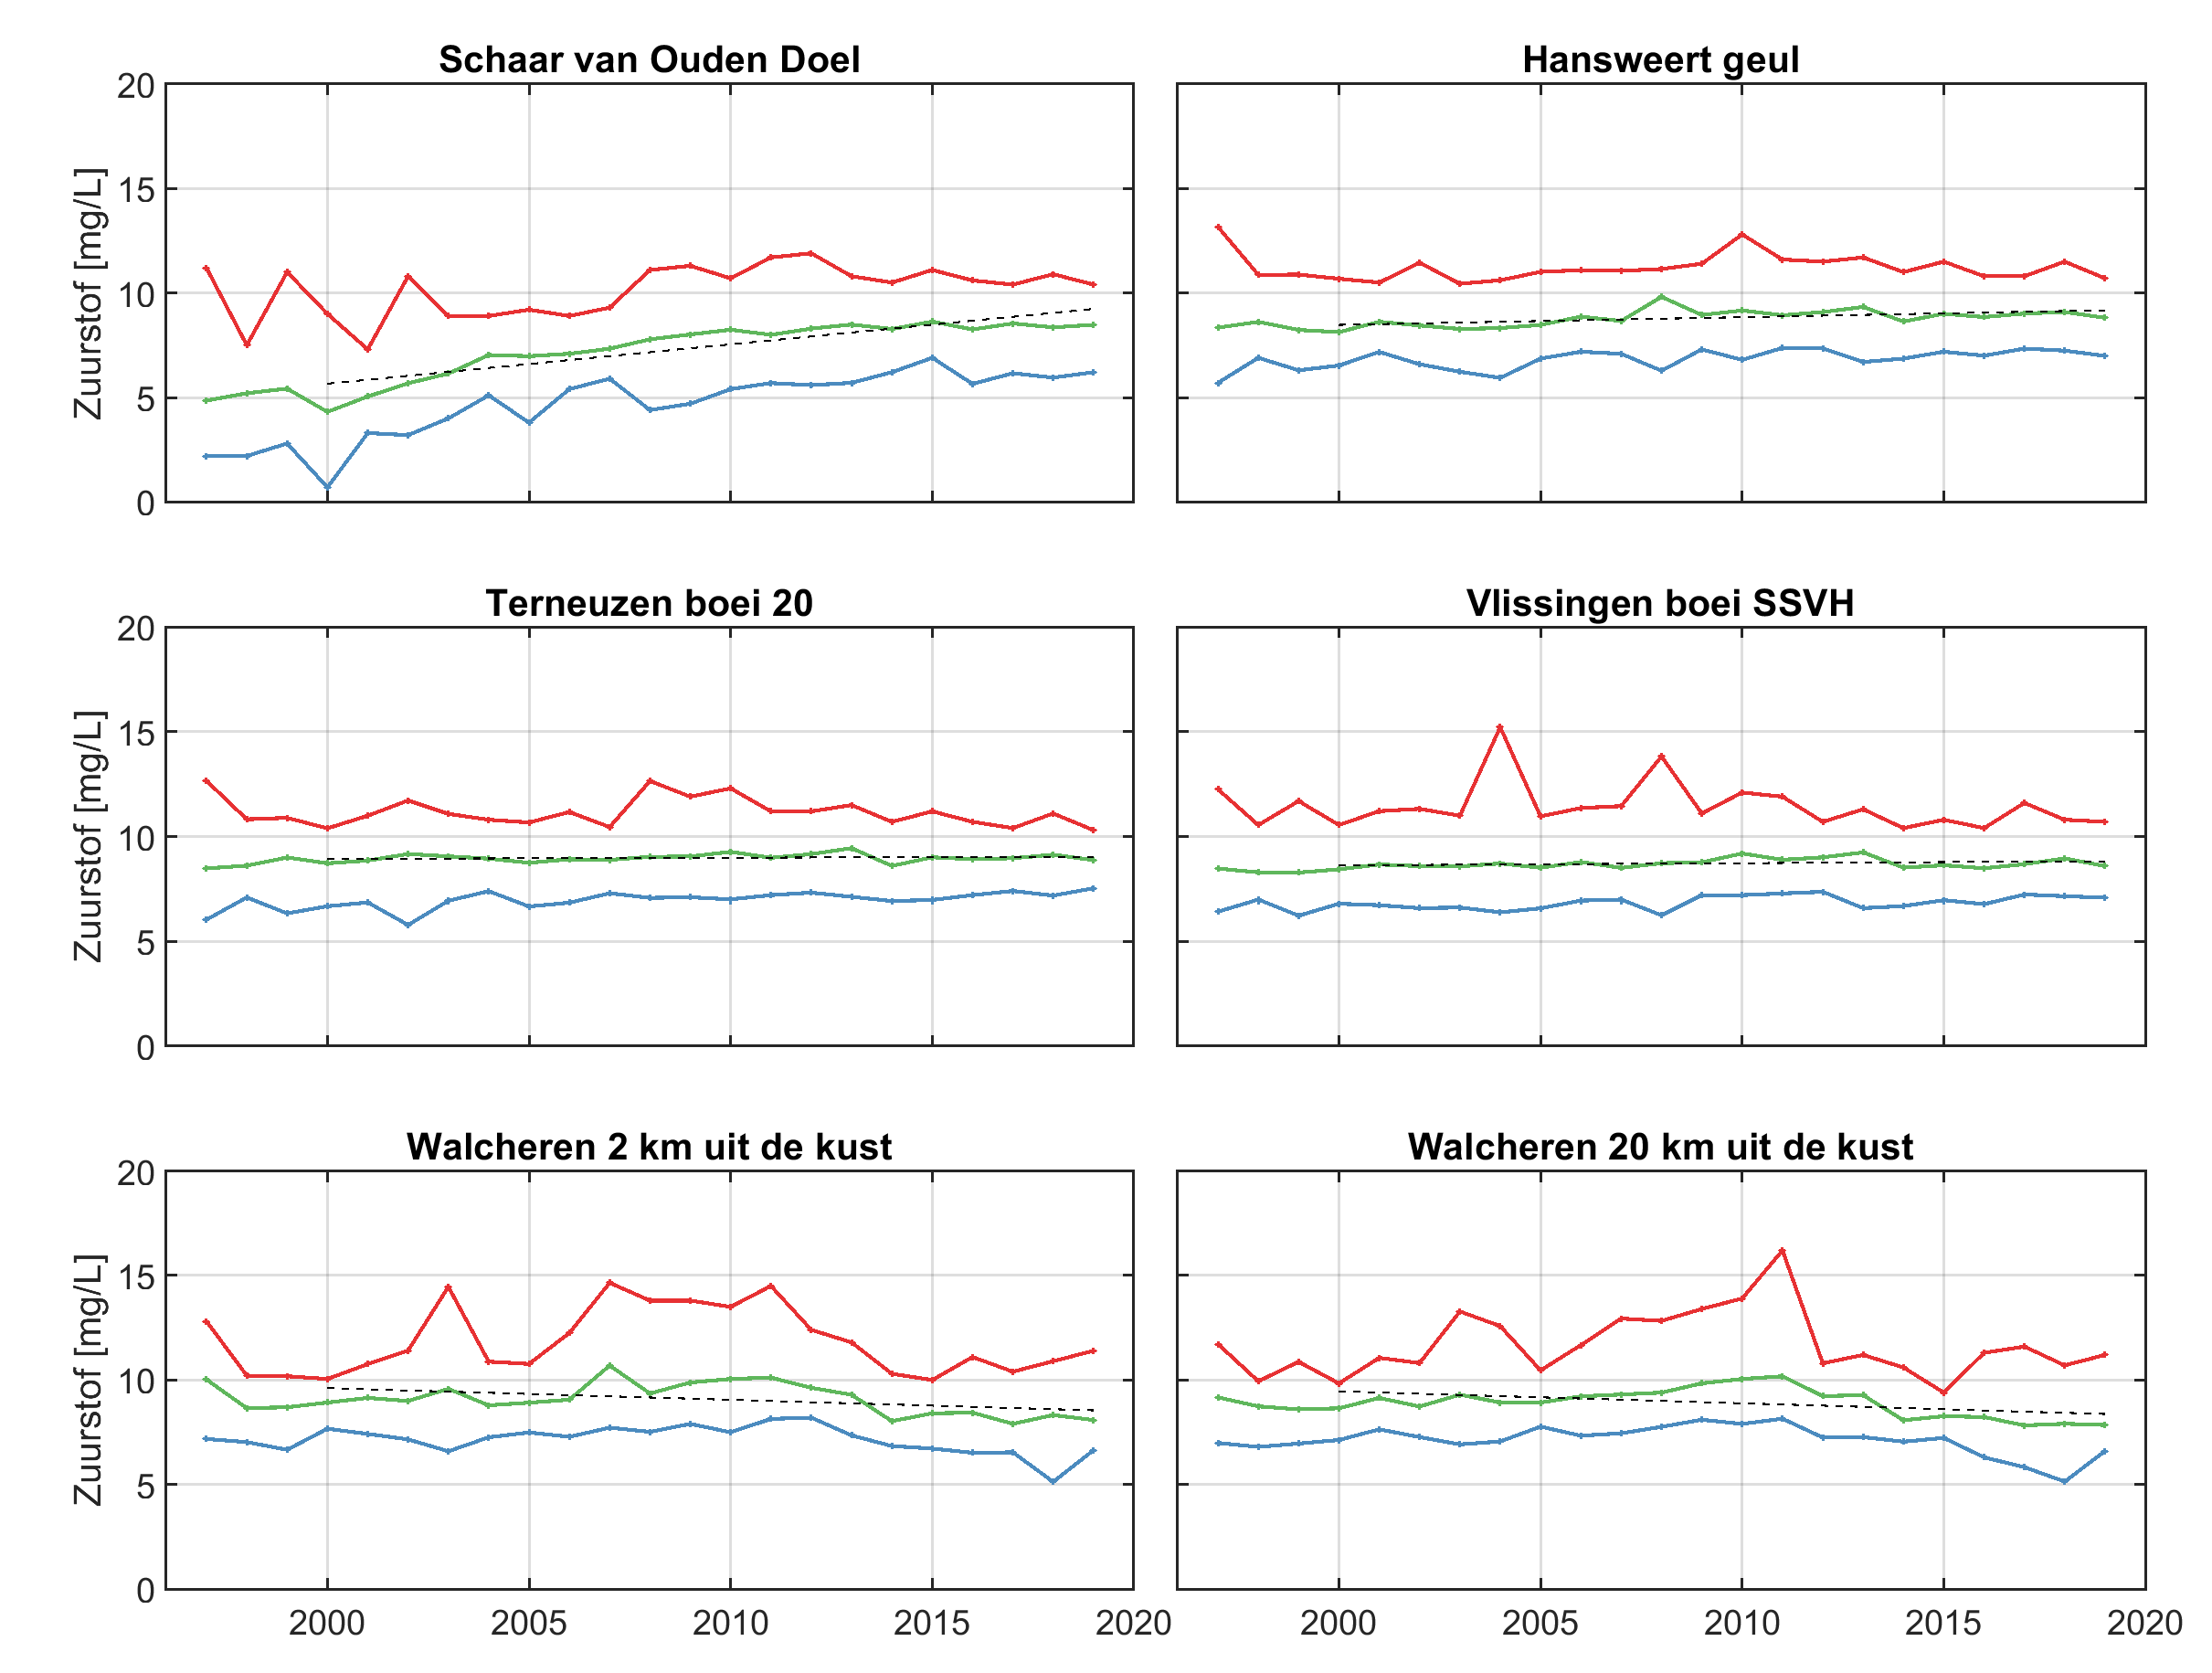 Schaar van Ouden Doel
Hansweert geul
20
15
10
5
0
Zuurstof [mg/L]
Terneuzen boei 20
Vlissingen boei SSVH
20
15
10
5
0
Zuurstof [mg/L]
Walcheren 2 km uit de kust
Walcheren 20 km uit de kust
20
15
10
5
0
Zuurstof [mg/L]
2000 2005 2010 2015 2020
2000 2005 2010 2015 2020